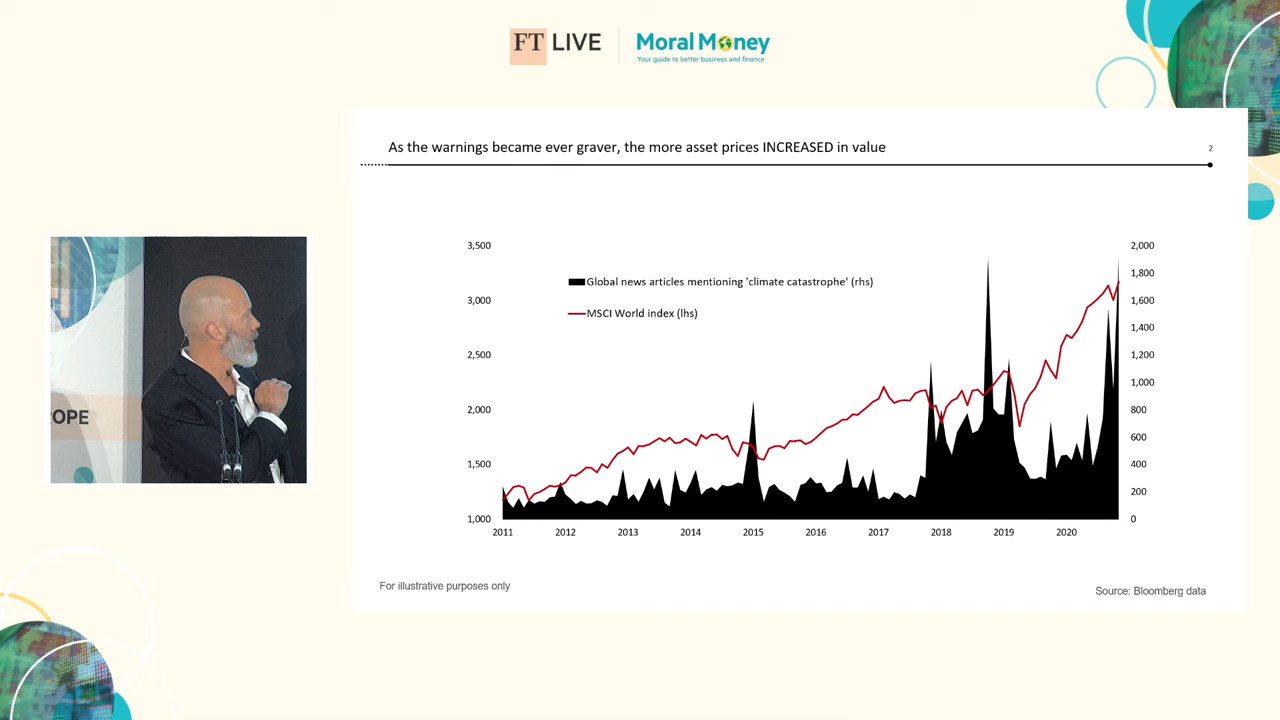 FT LIVE
Moral Money
Your guide to better business and finance
As the warnings became ever graver, the more asset prices INCREASED in value
2
3,500
3,000
2,500
2,000
1,500
1,000
Global news articles mentioning 'climate catastrophe' (rhs)
MSCI World index (lhs)
2,000
1,800
1,600
1,400
1,200
1,000
800
600
400
200
0
2011 2012 2013 2014 2015 2016 2017 2018 2019 2020
OPE
For illustrative purposes only
Source: Bloomberg data